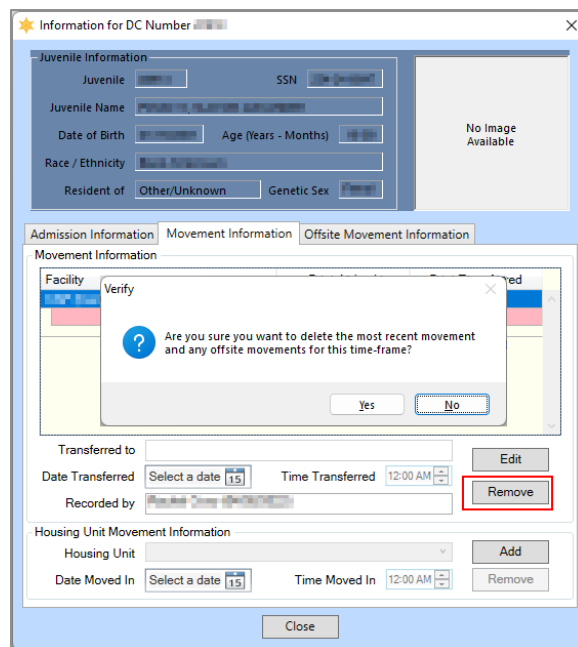 Information for DC Number
Juvenile Information
Juvenile SSN
Juvenile Name
Date of Birth Age (Years - Months)
Race / Ethnicity
Resident of Other/Unknown Genetic Sex
No Image
Available
Admission Information Movement Information Offsite Movement Information
Movement Information
Facility
Verify
Are you sure you want to delete the most recent movement
and any offsite movements for this time-frame?
Yes No
Transferred to
Edit
Date Transferred Select a date 15 Time Transferred 12:00 AM
Remove
Recorded by
Housing Unit Movement Information
Housing Unit Add
Date Moved In Select a date 15 Time Moved In 12:00 AM Remove
Close